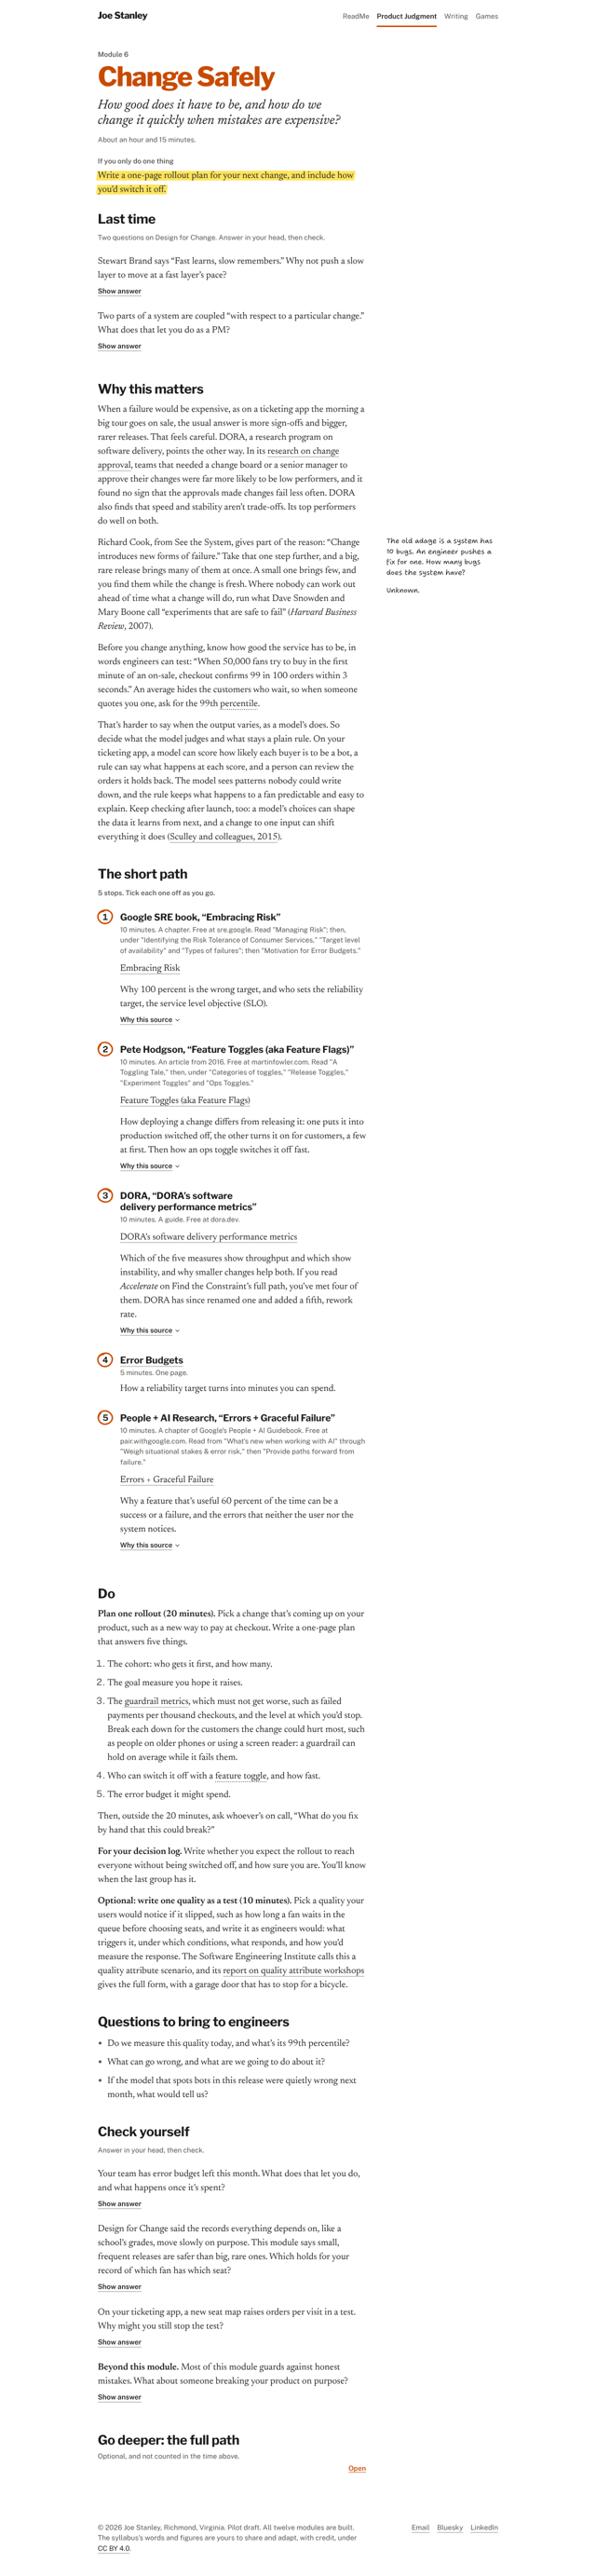 Joe Stanley
ReadMe Product Judgment Writing Games
Module 6
Change Safely
How good does it have to be, and how do we
change it quickly when mistakes are expensive?
About an hour and 15 minutes.
If you only do one thing
Write a one-page rollout plan for your next change, and include how
you’d switch it off.
Last time
Two questions on Design for Change. Answer in your head, then check.
Stewart Brand says “Fast learns, slow remembers.” Why not push a slow
layer to move at a fast layer’s pace?
Show answer
Two parts of a system are coupled “with respect to a particular change.”
What does that let you do as a PM?
Show answer
Why this matters
When a failure would be expensive, as on a ticketing app the morning a
big tour goes on sale, the usual answer is more sign-offs and bigger,
rarer releases. That feels careful. DORA, a research program on
software delivery, points the other way. In its research on change
approval, teams that needed a change board or a senior manager to
approve their changes were far more likely to be low performers, and it
found no sign that the approvals made changes fail less often. DORA
also finds that speed and stability aren’t trade-offs. Its top performers
do well on both.
Richard Cook, from See the System, gives part of the reason: “Change
introduces new forms of failure.” Take that one step further, and a big,
rare release brings many of them at once. A small one brings few, and
you find them while the change is fresh. Where nobody can work out
ahead of time what a change will do, run what Dave Snowden and
Mary Boone call “experiments that are safe to fail” (Harvard Business
Review, 2007).
The old adage is a system has
10 bugs. An engineer pushes a
fix for one. How many bugs
does the system have?
Unknown.
Before you change anything, know how good the service has to be, in
words engineers can test: “When 50,000 fans try to buy in the first
minute of an on-sale, checkout confirms 99 in 100 orders within 3
seconds.” An average hides the customers who wait, so when someone
quotes you one, ask for the 99th percentile.
That’s harder to say when the output varies, as a model’s does. So
decide what the model judges and what stays a plain rule. On your
ticketing app, a model can score how likely each buyer is to be a bot, a
rule can say what happens at each score, and a person can review the
orders it holds back. The model sees patterns nobody could write
down, and the rule keeps what happens to a fan predictable and easy to
explain. Keep checking after launch, too: a model’s choices can shape
the data it learns from next, and a change to one input can shift
everything it does (Sculley and colleagues, 2015).
The short path
5 stops. Tick each one off as you go.
1
Google SRE book, “Embracing Risk”
10 minutes. A chapter. Free at sre.google. Read "Managing Risk"; then,
under "Identifying the Risk Tolerance of Consumer Services," "Target level
of availability" and "Types of failures"; then "Motivation for Error Budgets."
Embracing Risk
Why 100 percent is the wrong target, and who sets the reliability
target, the service level objective (SLO).
Why this source
2
Pete Hodgson, “Feature Toggles (aka Feature Flags)”
10 minutes. An article from 2016. Free at martinfowler.com. Read "A
Toggling Tale," then, under "Categories of toggles," "Release Toggles,"
"Experiment Toggles" and "Ops Toggles."
Feature Toggles (aka Feature Flags)
How deploying a change differs from releasing it: one puts it into
production switched off, the other turns it on for customers, a few
at first. Then how an ops toggle switches it off fast.
Why this source
3
DORA, “DORA’s software
delivery performance metrics”
10 minutes. A guide. Free at dora.dev.
DORA’s software delivery performance metrics
Which of the five measures show throughput and which show
instability, and why smaller changes help both. If you read
Accelerate on Find the Constraint’s full path, you’ve met four of
them. DORA has since renamed one and added a fifth, rework
rate.
Why this source
4
Error Budgets
5 minutes. One page.
How a reliability target turns into minutes you can spend.
5
People + AI Research, “Errors + Graceful Failure”
10 minutes. A chapter of Google's People + AI Guidebook. Free at
pair.withgoogle.com. Read from "What's new when working with AI" through
"Weigh situational stakes & error risk," then "Provide paths forward from
failure."
Errors + Graceful Failure
Why a feature that’s useful 60 percent of the time can be a
success or a failure, and the errors that neither the user nor the
system notices.
Why this source
Do
Plan one rollout (20 minutes). Pick a change that’s coming up on your
product, such as a new way to pay at checkout. Write a one-page plan
that answers five things.
1. The cohort: who gets it first, and how many.
2. The goal measure you hope it raises.
3. The guardrail metrics, which must not get worse, such as failed
payments per thousand checkouts, and the level at which you’d stop.
Break each down for the customers the change could hurt most, such
as people on older phones or using a screen reader: a guardrail can
hold on average while it fails them.
4. Who can switch it off with a feature toggle, and how fast.
5. The error budget it might spend.
Then, outside the 20 minutes, ask whoever’s on call, “What do you fix
by hand that this could break?”
For your decision log. Write whether you expect the rollout to reach
everyone without being switched off, and how sure you are. You’ll know
when the last group has it.
Optional: write one quality as a test (10 minutes). Pick a quality your
users would notice if it slipped, such as how long a fan waits in the
queue before choosing seats, and write it as engineers would: what
triggers it, under which conditions, what responds, and how you’d
measure the response. The Software Engineering Institute calls this a
quality attribute scenario, and its report on quality attribute workshops
gives the full form, with a garage door that has to stop for a bicycle.
Questions to bring to engineers
• Do we measure this quality today, and what’s its 99th percentile?
• What can go wrong, and what are we going to do about it?
• If the model that spots bots in this release were quietly wrong next
month, what would tell us?
Check yourself
Answer in your head, then check.
Your team has error budget left this month. What does that let you do,
and what happens once it’s spent?
Show answer
Design for Change said the records everything depends on, like a
school’s grades, move slowly on purpose. This module says small,
frequent releases are safer than big, rare ones. Which holds for your
record of which fan has which seat?
Show answer
On your ticketing app, a new seat map raises orders per visit in a test.
Why might you still stop the test?
Show answer
Beyond this module. Most of this module guards against honest
mistakes. What about someone breaking your product on purpose?
Show answer
Go deeper: the full path
Optional, and not counted in the time above.
Open
© 2026 Joe Stanley, Richmond, Virginia. Pilot draft. All twelve modules are built.
The syllabus’s words and figures are yours to share and adapt, with credit, under
CC BY 4.0.
Email Bluesky LinkedIn